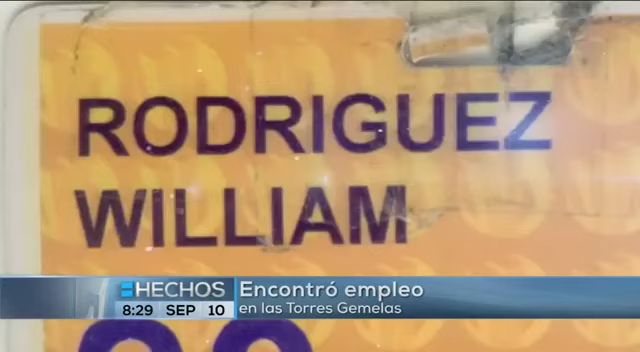 RODRIGUEZ
WILLIAM
HECHOS
8:29 SEP 10
Encontró empleo
en las Torres Gemelas